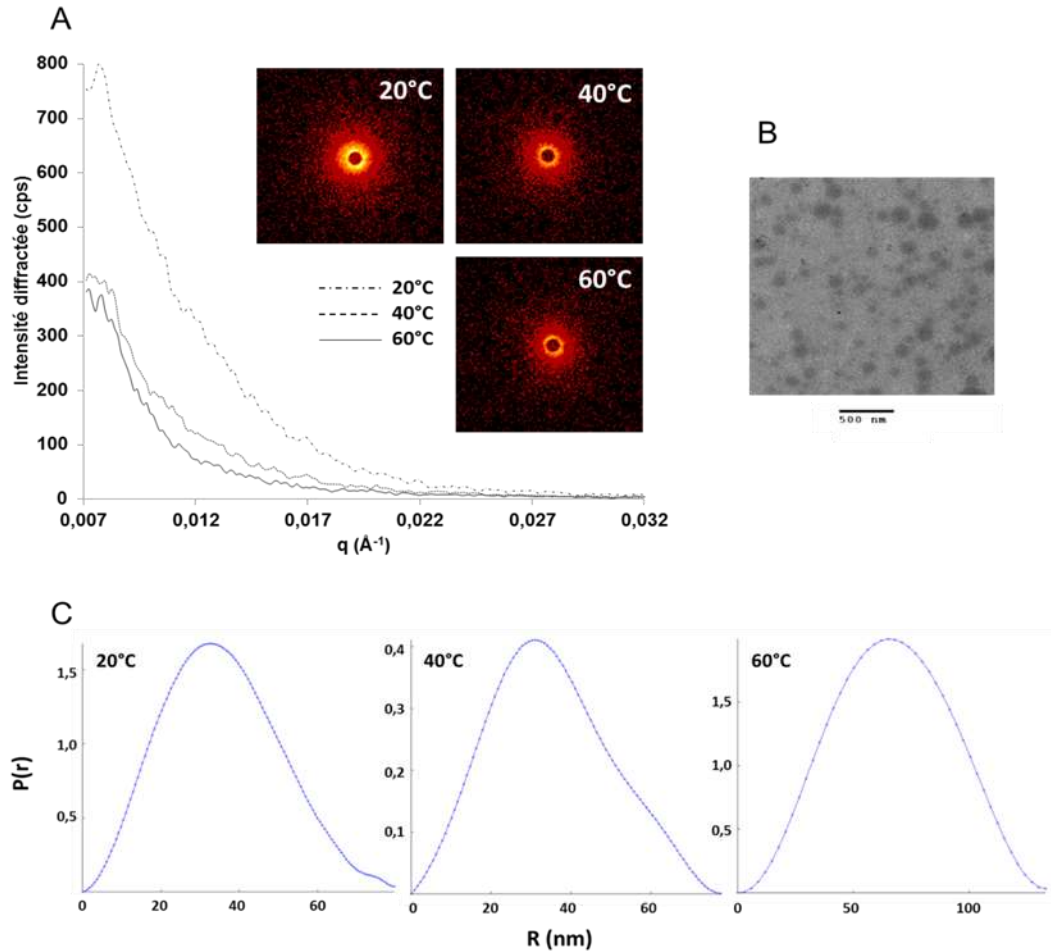 A
Intensité diffractée (cps)
800
700
600
500
400
300
200
100
0
0,007
0,012
0,017
0,022
0,027
0,032
q (Å⁻¹)
20°C
40°C
60°C
20°C
40°C
60°C
B
500 nm
C
P(r)
20°C
1,5
1,0
0,5
0
20
40
60
40°C
0,4
0,3
0,2
0,1
0
20
40
60
60°C
1,5
1,0
0,5
0
50
100
R (nm)